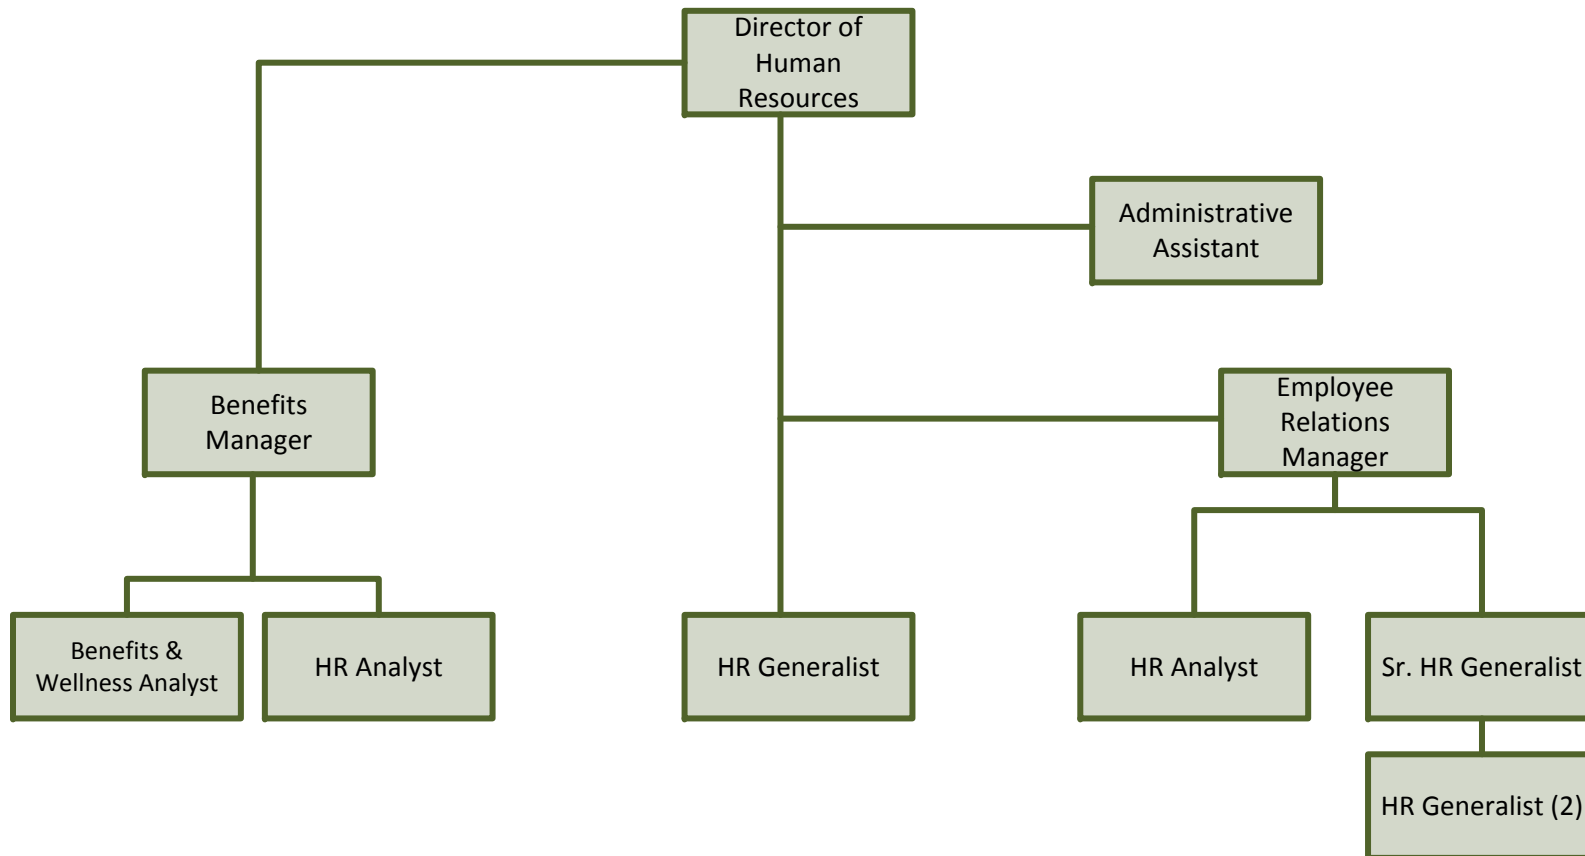 Director of
Human
Resources
Administrative
Assistant
Benefits
Manager
Employee
Relations
Manager
Benefits &
Wellness Analyst
HR Analyst
HR Generalist
HR Analyst
Sr. HR Generalist
HR Generalist (2)